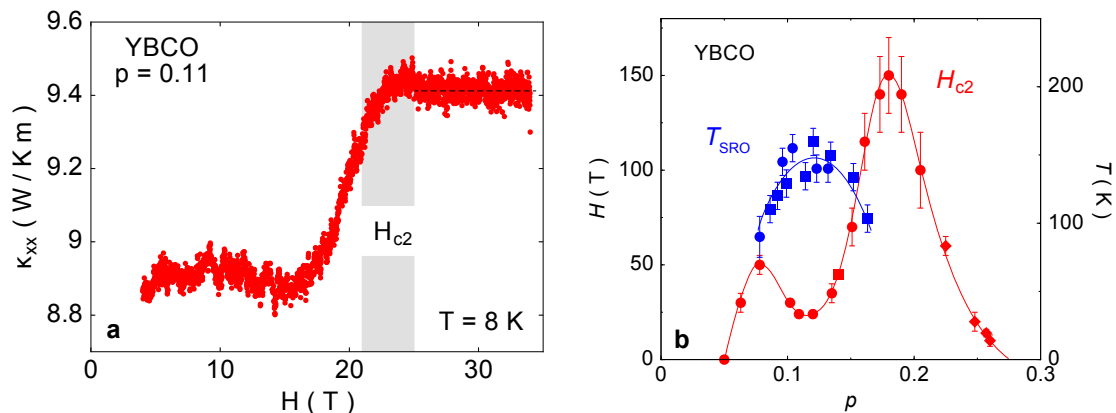 9.6
9.4
9.2
9
8.8
κxx ( W / K m )
YBCO
p = 0.11
Hc2
T = 8 K
a
0
10
20
30
H ( T )
150
100
50
0
H ( T )
YBCO
Hc2
TSRO
b
200
100
0
T ( K )
0
0.1
0.2
0.3
p